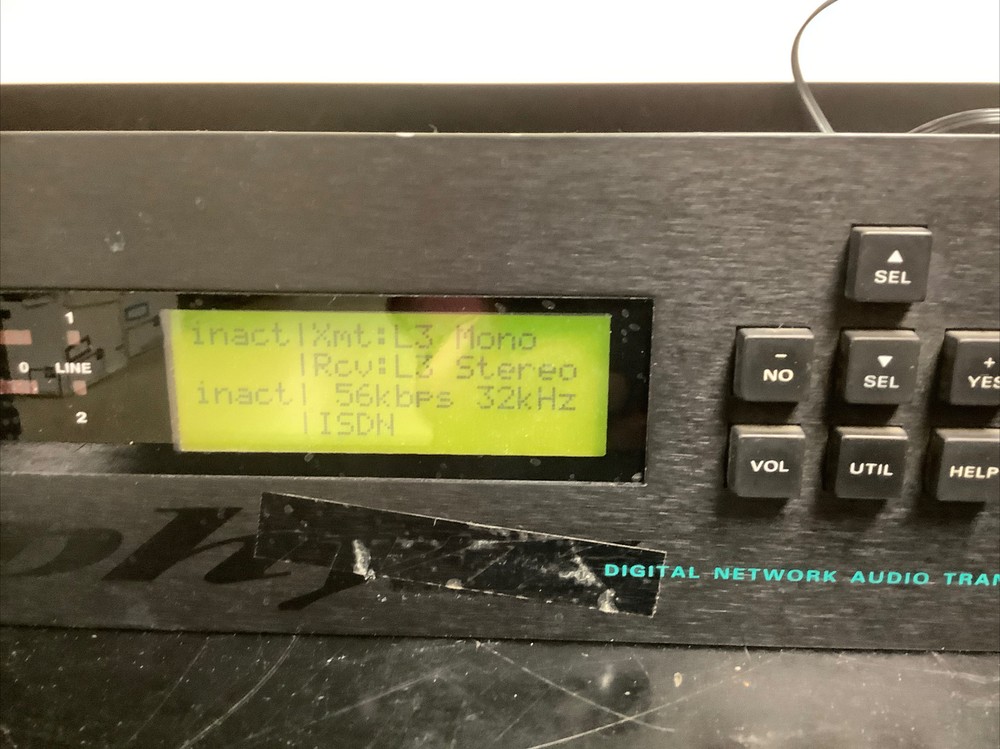 ▲
SEL
1
0 LINE
2
inact|Xmt:L3 Mono
|Rcv:L3 Stereo
inact| 56kbps 32kHz
|ISDN
−
NO
▼
SEL
+
YES
VOL
UTIL
HELP
DIGITAL NETWORK AUDIO TRAN